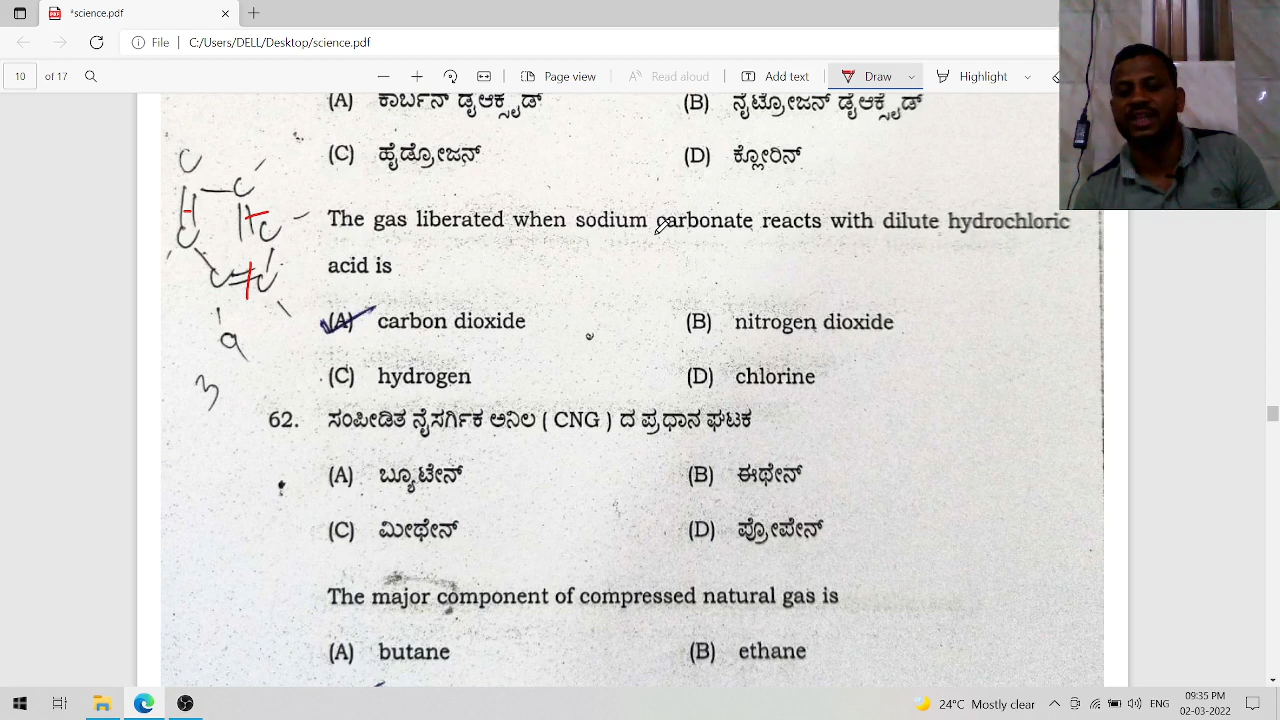 *science.pdf
File | C:/Users/DELL/Desktop/science.pdf
10 of 17 Page view Read aloud Add text Draw Highlight
(A) ಕಾರ್ಬನ್ ಡೈಆಕ್ಸೈಡ್ (B) ನೈಟ್ರೋಜನ್ ಡೈಆಕ್ಸೈಡ್
(C) ಹೈಡ್ರೋಜನ್ (D) ಕ್ಲೋರಿನ್
The gas liberated when sodium carbonate reacts with dilute hydrochloric
acid is
(A) carbon dioxide (B) nitrogen dioxide
(C) hydrogen (D) chlorine
62. ಸಂಪೀಡಿತ ನೈಸರ್ಗಿಕ ಅನಿಲ ( CNG ) ದ ಪ್ರಧಾನ ಘಟಕ
(A) ಬ್ಯೂಟೇನ್ (B) ಈಥೇನ್
(C) ಮೀಥೇನ್ (D) ಪ್ರೋಪೇನ್
The major component of compressed natural gas is
(A) butane (B) ethane
C C
C C
C C
9
3
24°C Mostly clear ENG 09:35 PM
02-03-2022